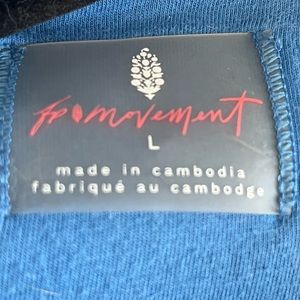 fp movement
L
made in cambodia
fabriqué au cambodge